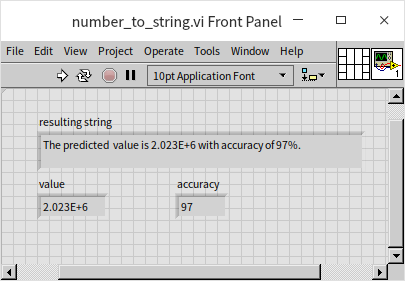 number_to_string.vi Front Panel
File Edit View Project Operate Tools Window Help
10pt Application Font
1
resulting string
The predicted value is 2.023E+6 with accuracy of 97%.
value accuracy
2.023E+6 97